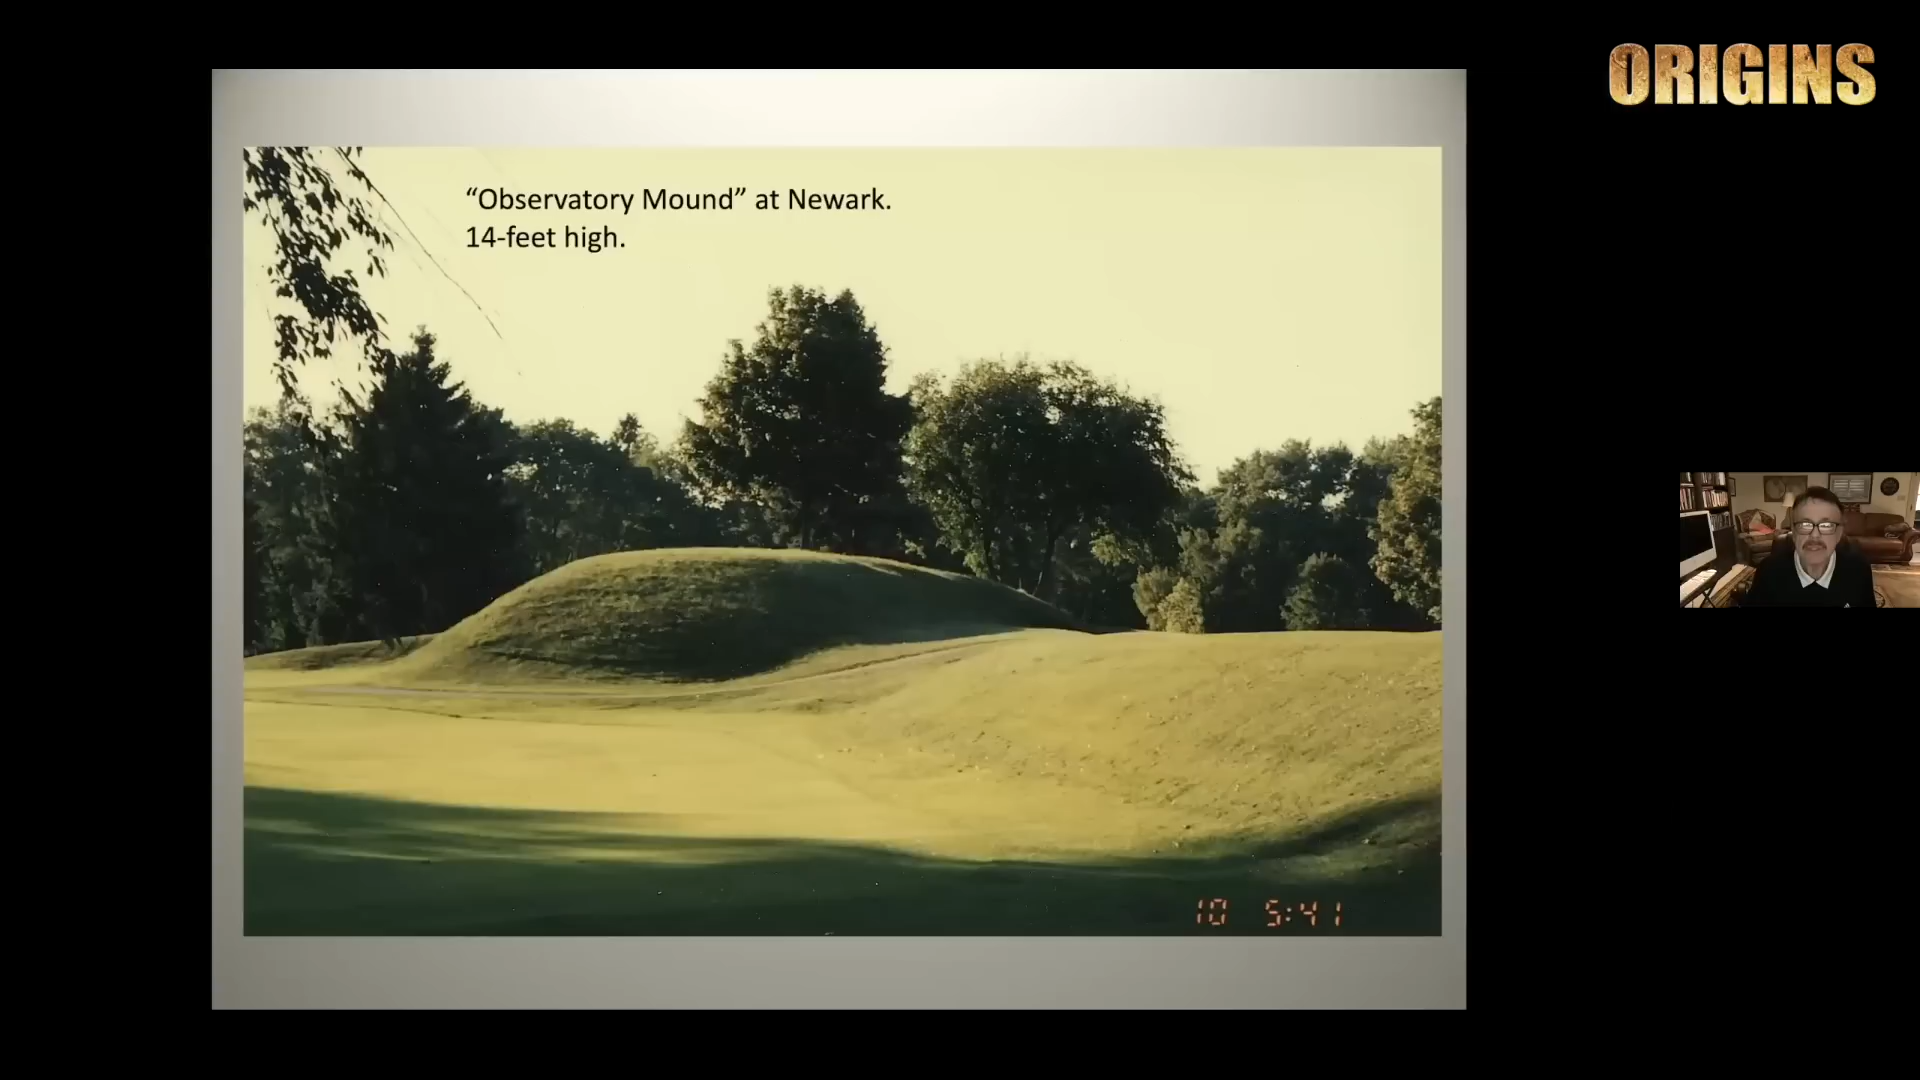 ORIGINS
“Observatory Mound” at Newark.
14-feet high.
10 5:41